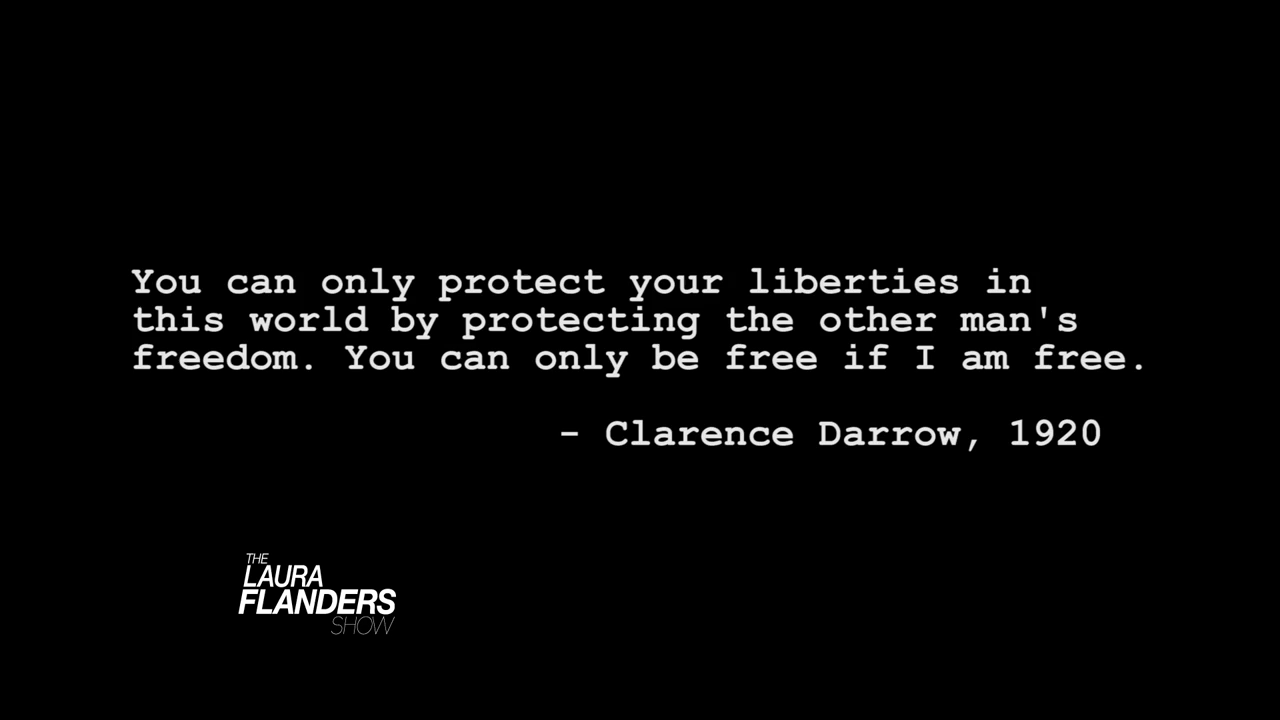 You can only protect your liberties in
this world by protecting the other man's
freedom. You can only be free if I am free.
- Clarence Darrow, 1920
THE
LAURA
FLANDERS
SHOW